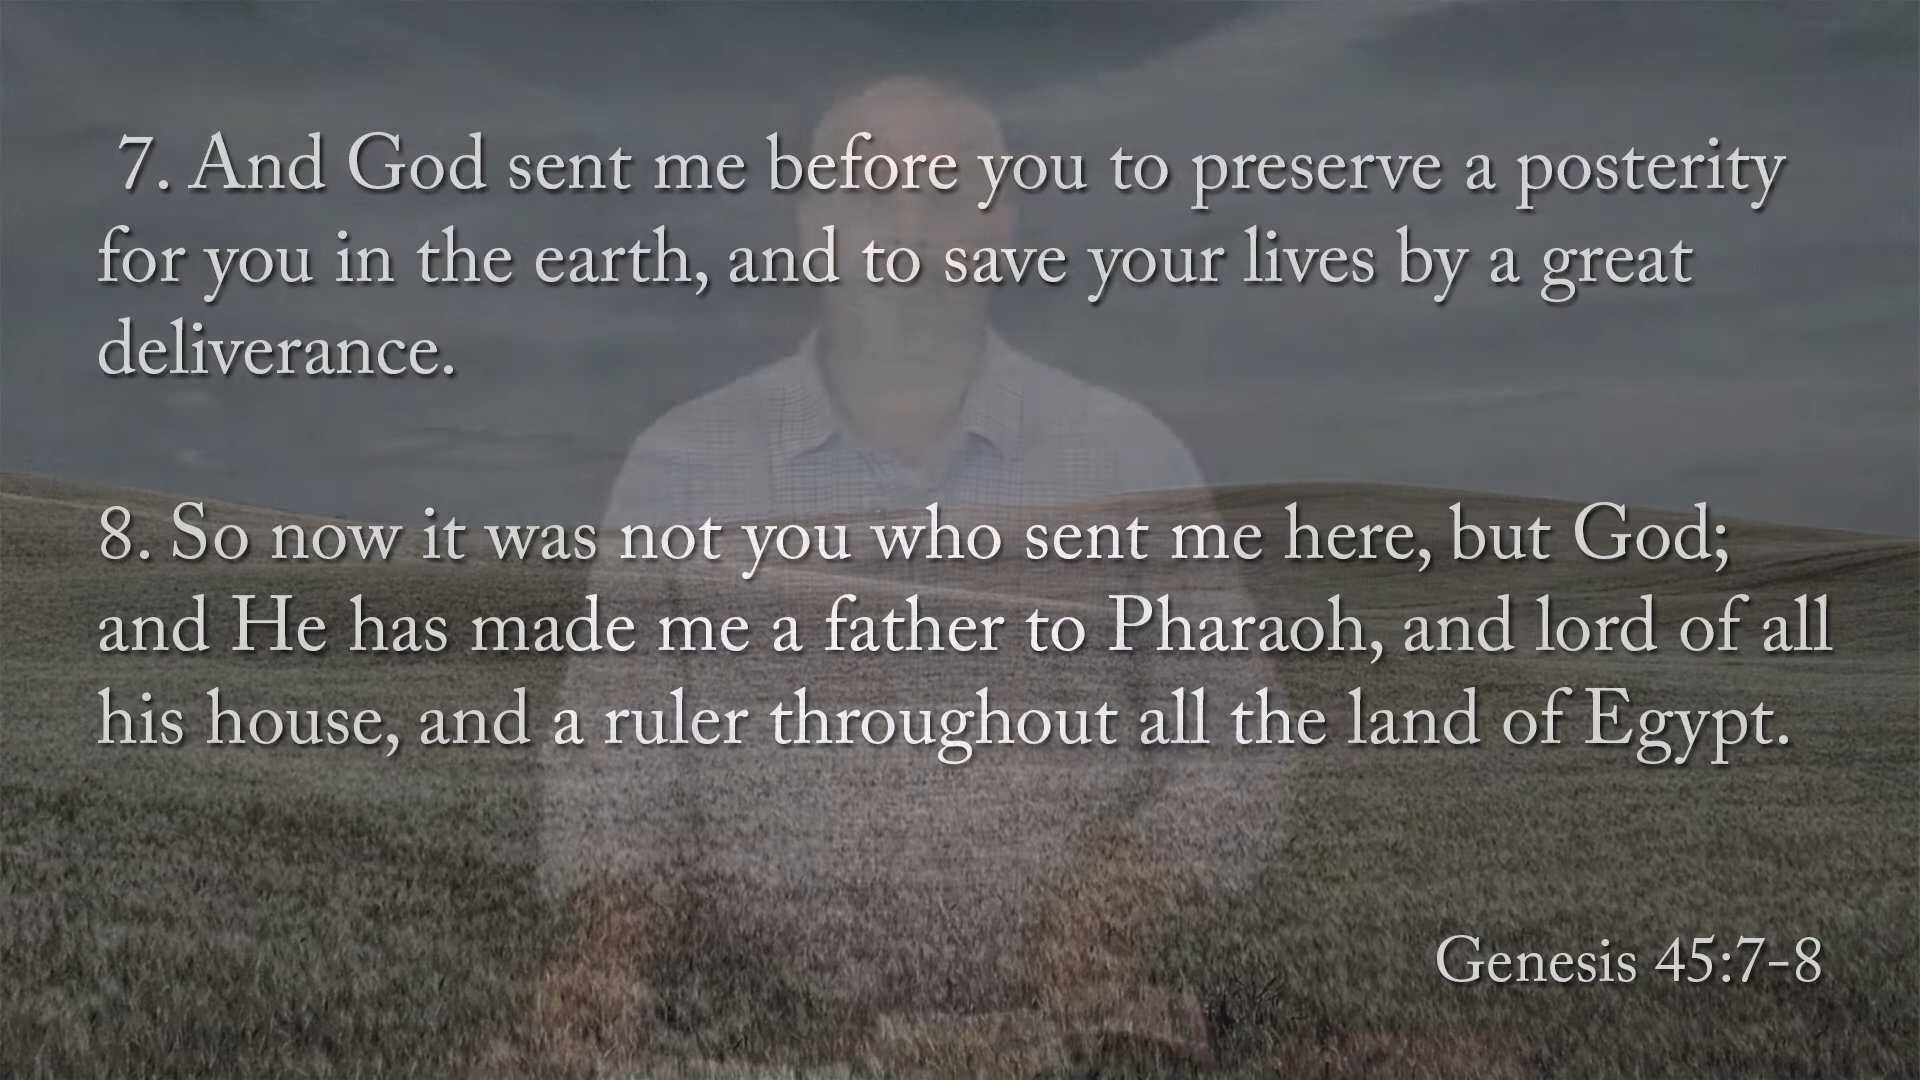 7. And God sent me before you to preserve a posterity
for you in the earth, and to save your lives by a great
deliverance.
8. So now it was not you who sent me here, but God;
and He has made me a father to Pharaoh, and lord of all
his house, and a ruler throughout all the land of Egypt.
Genesis 45:7-8